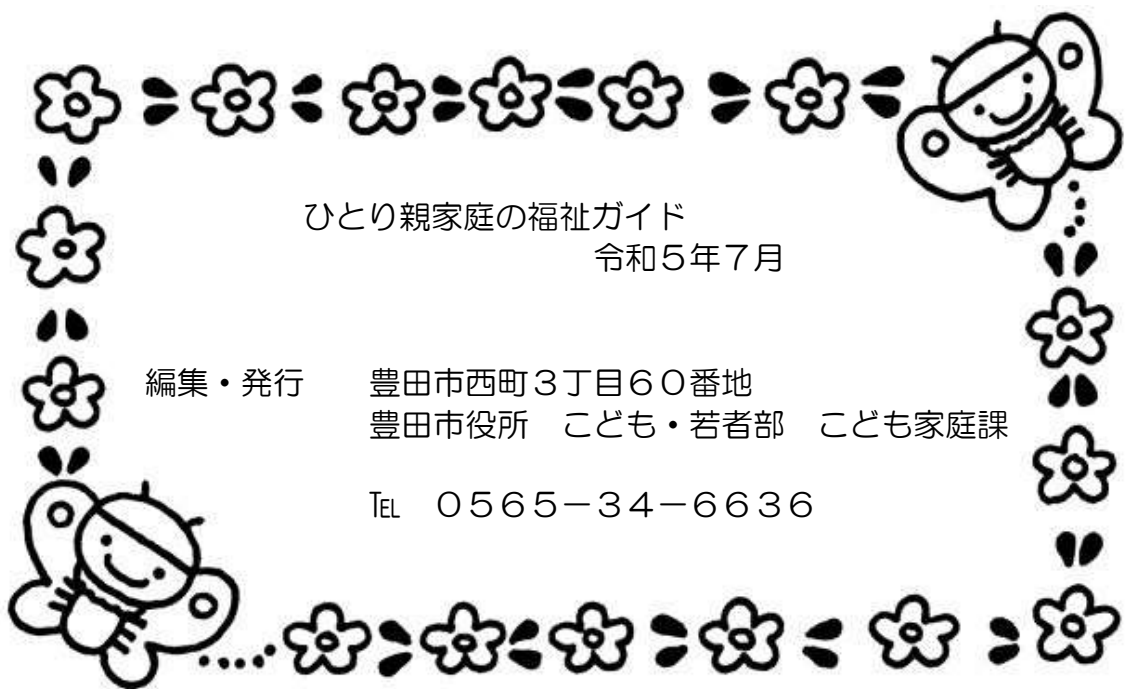 ひとり親家庭の福祉ガイド
令和５年７月
編集・発行　　豊田市西町３丁目６０番地
豊田市役所　こども・若者部　こども家庭課
℡　０５６５－３４－６６３６